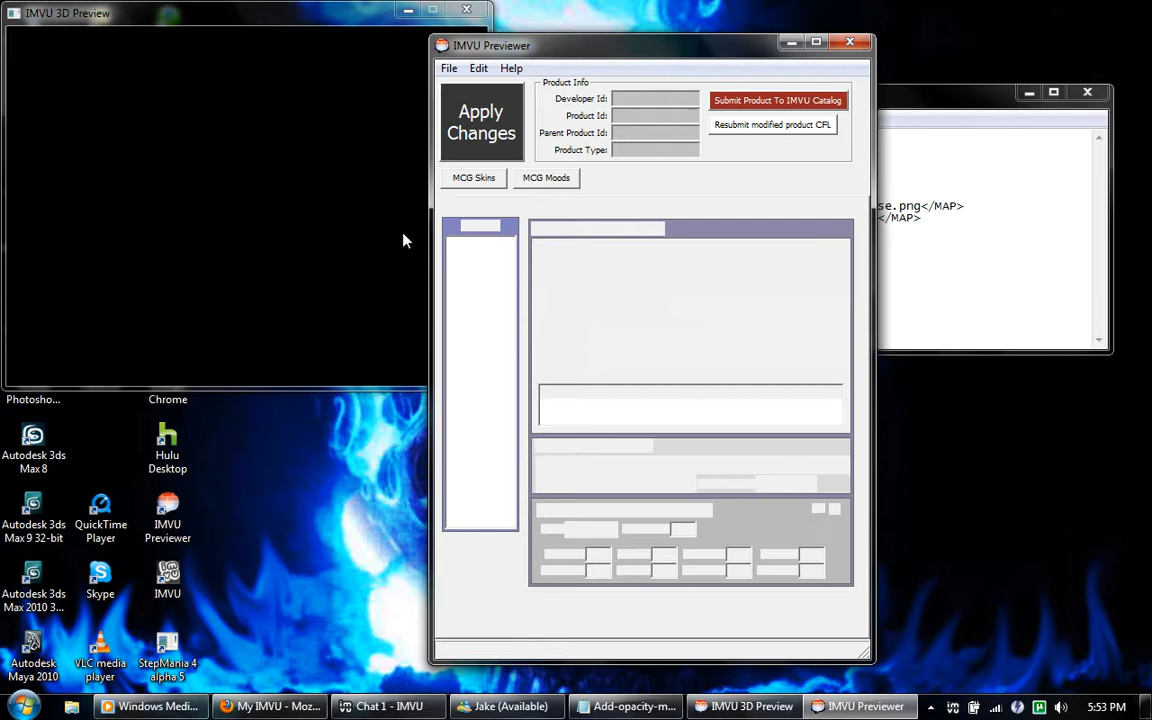 IMVU 3D Preview
IMVU Previewer
File Edit Help
Apply
Changes
Product Info
Developer Id:
Product Id:
Parent Product Id:
Product Type:
Submit Product To IMVU Catalog
Resubmit modified product CFL
MCG Skins
MCG Moods
se.png</MAP>
</MAP>
Photosho...
Chrome
Autodesk 3ds
Max 8
Hulu
Desktop
Autodesk 3ds
Max 9 32-bit
QuickTime
Player
IMVU
Previewer
Autodesk 3ds
Max 2010 3...
Skype
IMVU
Autodesk
Maya 2010
VLC media
player
StepMania 4
alpha 5
Windows Medi...
My IMVU - Moz...
Chat 1 - IMVU
Jake (Available)
Add-opacity-m...
IMVU 3D Preview
IMVU Previewer
5:53 PM